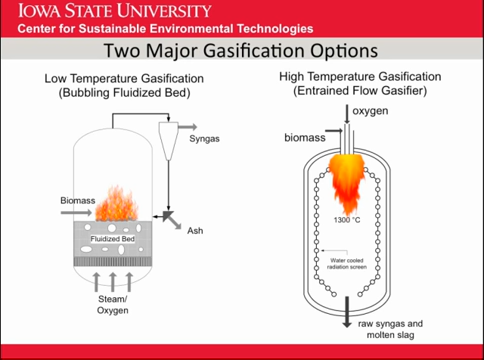 IOWA STATE UNIVERSITY
Center for Sustainable Environmental Technologies
Two Major Gasification Options
Low Temperature Gasification
(Bubbling Fluidized Bed)
Syngas
Biomass
Fluidized Bed
Ash
Steam/
Oxygen
High Temperature Gasification
(Entrained Flow Gasifier)
oxygen
biomass
1300 °C
Water cooled
radiation screen
raw syngas and
molten slag